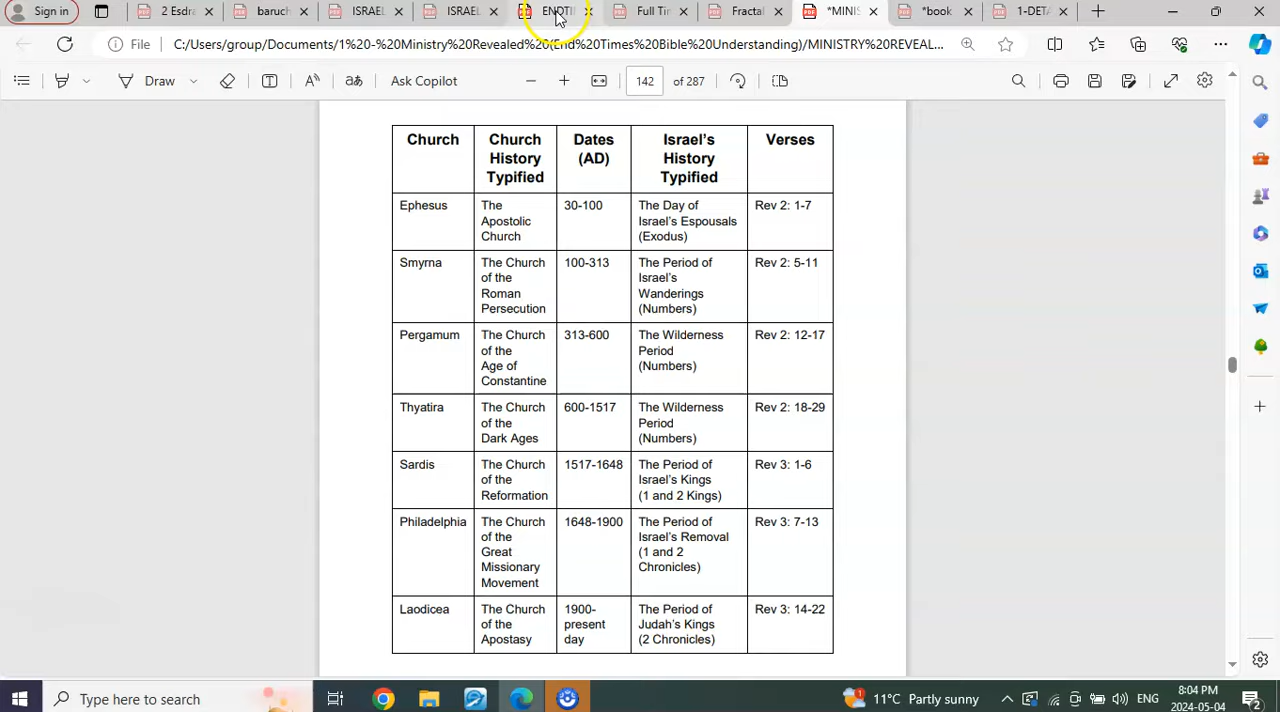 Sign in
2 Esdra
baruch
ISRAEL
ISRAEL
ENOTH
Full Tim
Fractal
*MINIS
*book
1-DETA
File
C:/Users/group/Documents/1%20-%20Ministry%20Revealed%20(End%20Times%20Bible%20Understanding)/MINISTRY%20REVEAL...
Draw
aあ
Ask Copilot
142
of 287
Church
Church
History
Typified
Dates
(AD)
Israel's
History
Typified
Verses
Ephesus
The
Apostolic
Church
30-100
The Day of
Israel's Espousals
(Exodus)
Rev 2: 1-7
Smyrna
The Church
of the
Roman
Persecution
100-313
The Period of
Israel's
Wanderings
(Numbers)
Rev 2: 5-11
Pergamum
The Church
of the
Age of
Constantine
313-600
The Wilderness
Period
(Numbers)
Rev 2: 12-17
Thyatira
The Church
of the
Dark Ages
600-1517
The Wilderness
Period
(Numbers)
Rev 2: 18-29
Sardis
The Church
of the
Reformation
1517-1648
The Period of
Israel's Kings
(1 and 2 Kings)
Rev 3: 1-6
Philadelphia
The Church
of the
Great
Missionary
Movement
1648-1900
The Period of
Israel's Removal
(1 and 2
Chronicles)
Rev 3: 7-13
Laodicea
The Church
of the
Apostasy
1900-
present
day
The Period of
Judah's Kings
(2 Chronicles)
Rev 3: 14-22
Type here to search
11°C Partly sunny
ENG
8:04 PM
2024-05-04